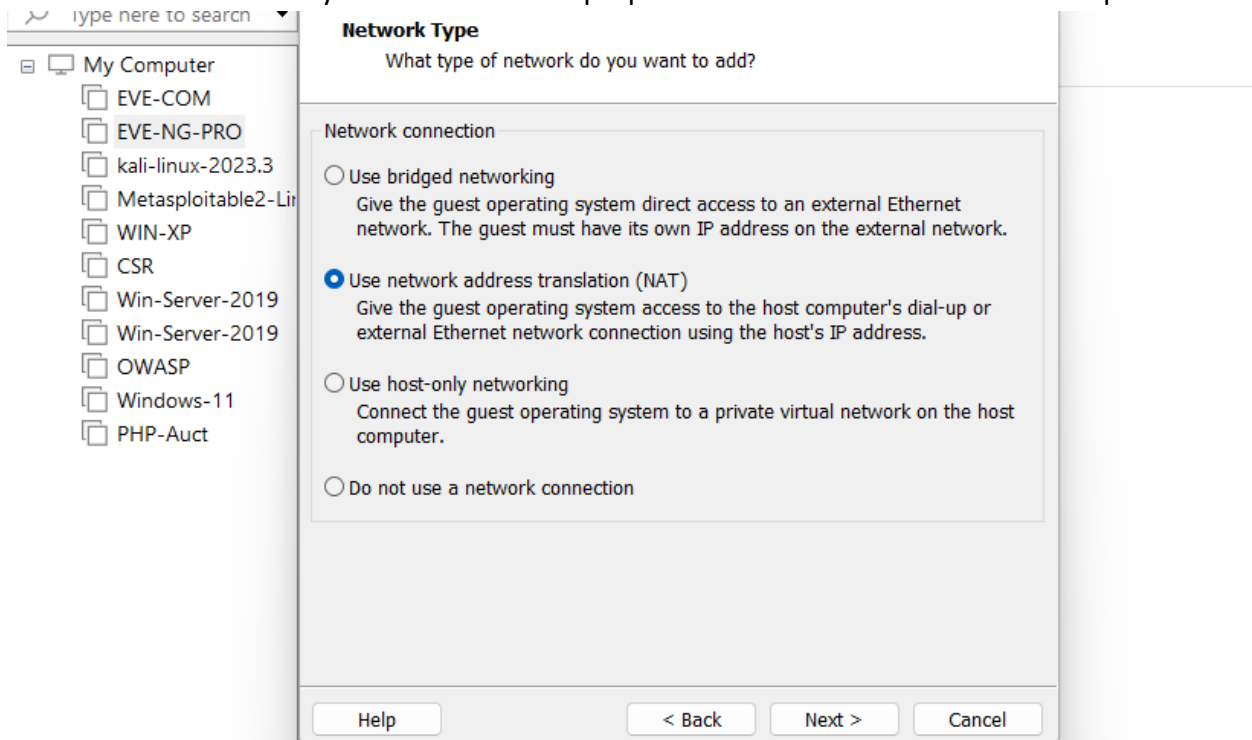 Type here to search
My Computer
EVE-COM
EVE-NG-PRO
kali-linux-2023.3
Metasploitable2-Lin
WIN-XP
CSR
Win-Server-2019
Win-Server-2019
OWASP
Windows-11
PHP-Auct
Network Type
What type of network do you want to add?
Network connection
Use bridged networking
Give the guest operating system direct access to an external Ethernet
network. The guest must have its own IP address on the external network.
Use network address translation (NAT)
Give the guest operating system access to the host computer's dial-up or
external Ethernet network connection using the host's IP address.
Use host-only networking
Connect the guest operating system to a private virtual network on the host
computer.
Do not use a network connection
Help
< Back
Next >
Cancel